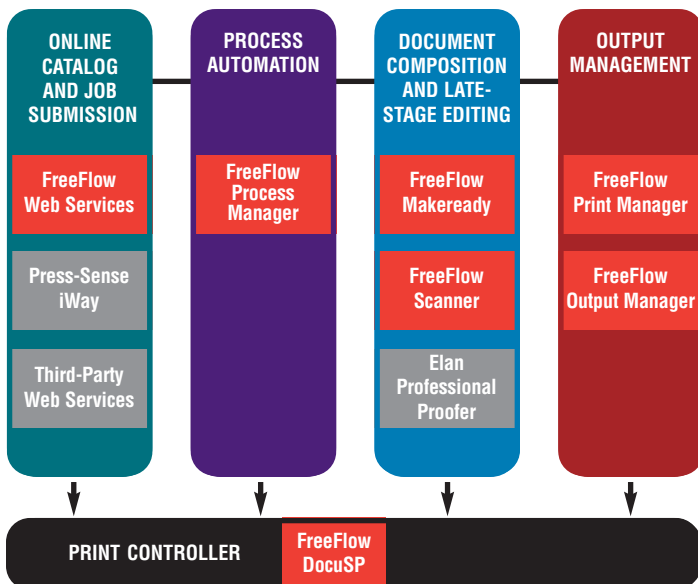 ONLINE
CATALOG
AND JOB
SUBMISSION
FreeFlow
Web Services
Press-Sense
iWay
Third-Party
Web Services
PROCESS
AUTOMATION
FreeFlow
Process
Manager
DOCUMENT
COMPOSITION
AND LATE-
STAGE EDITING
FreeFlow
Makeready
FreeFlow
Scanner
Elan
Professional
Proofer
OUTPUT
MANAGEMENT
FreeFlow
Print Manager
FreeFlow
Output Manager
PRINT CONTROLLER
FreeFlow
DocuSP